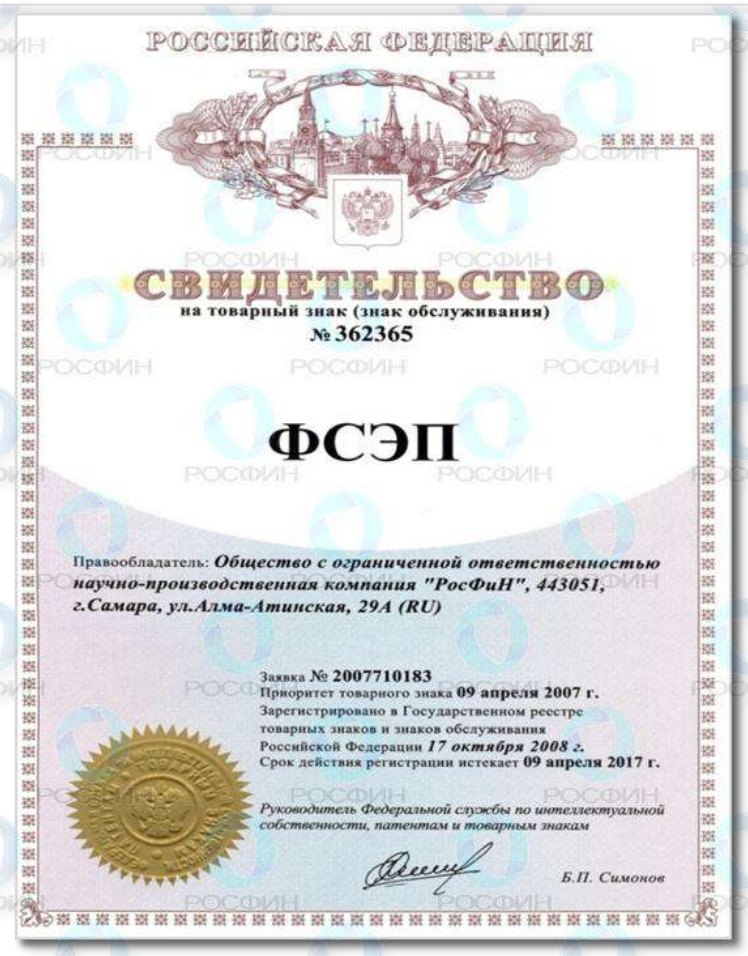 РОССИЙСКАЯ ФЕДЕРАЦИЯ
СВИДЕТЕЛЬСТВО
на товарный знак (знак обслуживания)
№ 362365
ФСЭП
Правообладатель: Общество с ограниченной ответственностью
научно-производственная компания "РосФиН", 443051,
г.Самара, ул.Алма-Атинская, 29А (RU)
Заявка № 2007710183
Приоритет товарного знака 09 апреля 2007 г.
Зарегистрировано в Государственном реестре
товарных знаков и знаков обслуживания
Российской Федерации 17 октября 2008 г.
Срок действия регистрации истекает 09 апреля 2017 г.
Руководитель Федеральной службы по интеллектуальной
собственности, патентам и товарным знакам
Б.П. Симонов
РОСФИН